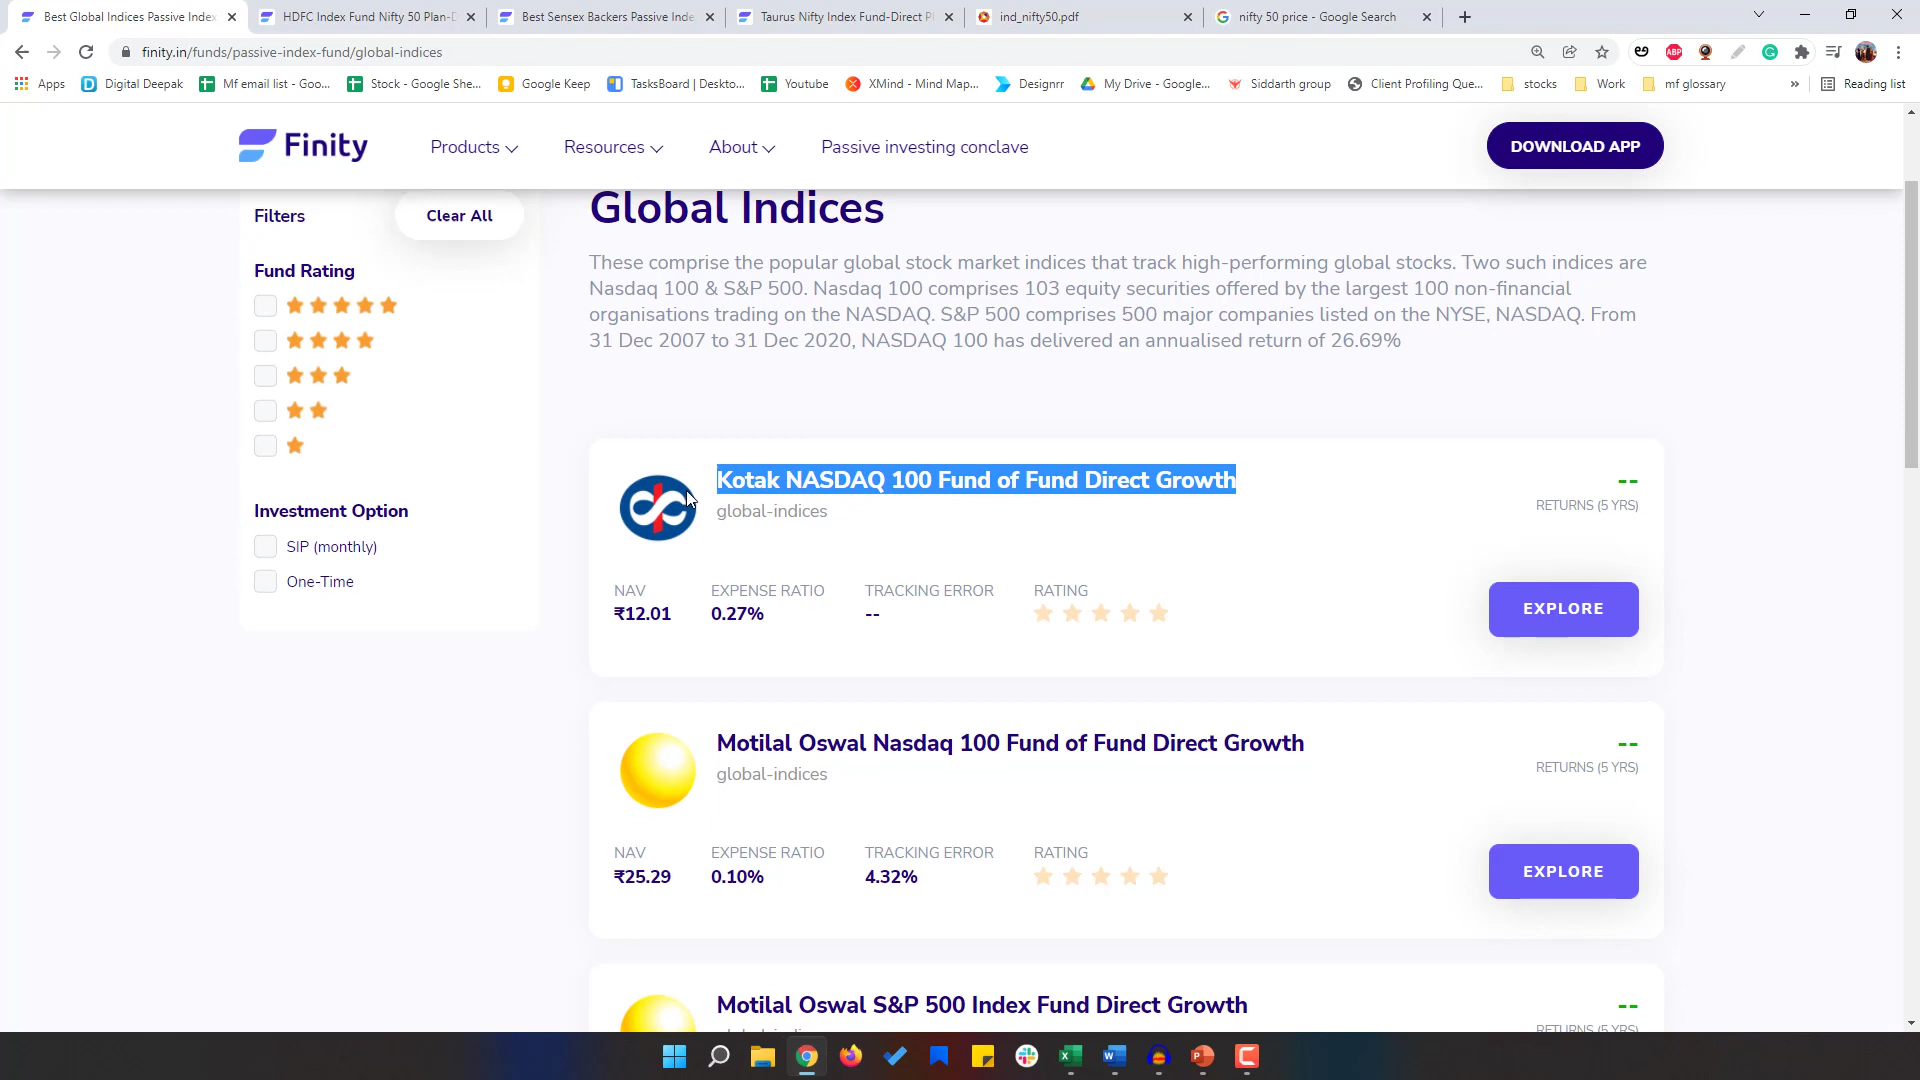 Best Global Indices Passive Index
HDFC Index Fund Nifty 50 Plan-D
Best Sensex Backers Passive Inde
Taurus Nifty Index Fund-Direct Pl
ind_nifty50.pdf
nifty 50 price - Google Search
finity.in/funds/passive-index-fund/global-indices
ABP
Apps
Digital Deepak
Mf email list - Goo...
Stock - Google She...
Google Keep
TasksBoard | Deskto...
Youtube
XMind - Mind Map...
Designrr
My Drive - Google...
Siddarth group
Client Profiling Que...
stocks
Work
mf glossary
»
Reading list
Finity
Products
Resources
About
Passive investing conclave
DOWNLOAD APP
Filters
Clear All
Fund Rating
Investment Option
SIP (monthly)
One-Time
Global Indices
These comprise the popular global stock market indices that track high-performing global stocks. Two such indices are
Nasdaq 100 & S&P 500. Nasdaq 100 comprises 103 equity securities offered by the largest 100 non-financial
organisations trading on the NASDAQ. S&P 500 comprises 500 major companies listed on the NYSE, NASDAQ. From
31 Dec 2007 to 31 Dec 2020, NASDAQ 100 has delivered an annualised return of 26.69%
Kotak NASDAQ 100 Fund of Fund Direct Growth
global-indices
--
RETURNS (5 YRS)
NAV EXPENSE RATIO TRACKING ERROR RATING
₹12.01 0.27% --
EXPLORE
Motilal Oswal Nasdaq 100 Fund of Fund Direct Growth
global-indices
--
RETURNS (5 YRS)
NAV EXPENSE RATIO TRACKING ERROR RATING
₹25.29 0.10% 4.32%
EXPLORE
Motilal Oswal S&P 500 Index Fund Direct Growth
--
RETURNS (5 YRS)